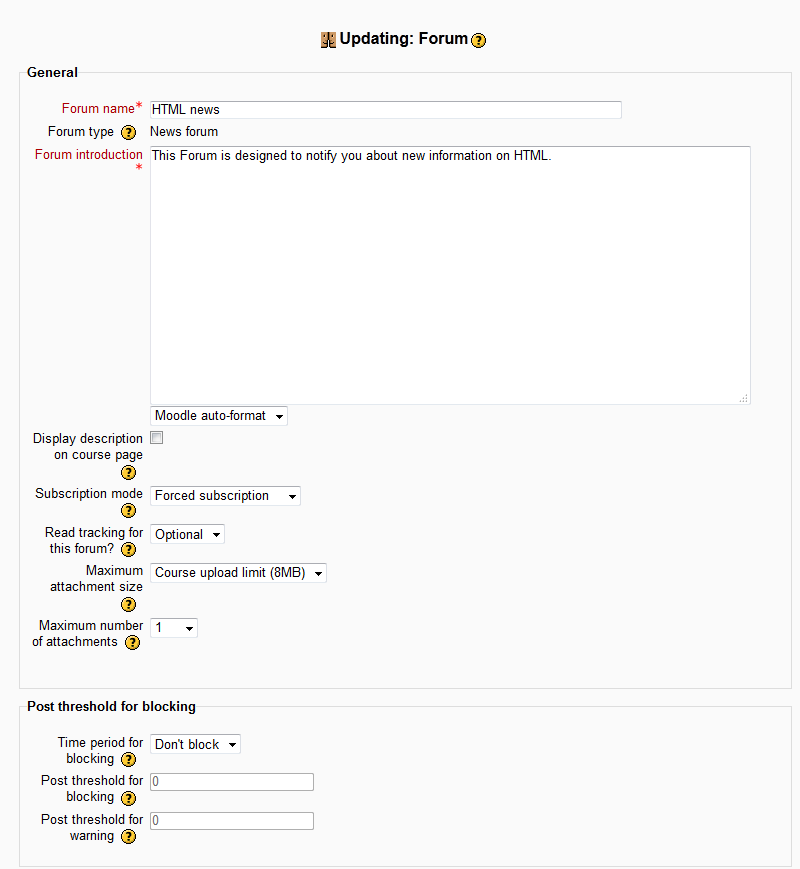 Updating: Forum ?
General
Forum name* HTML news
Forum type ? News forum
Forum introduction This Forum is designed to notify you about new information on HTML.
*
Moodle auto-format
Display description
on course page
?
Subscription mode Forced subscription
?
Read tracking for Optional
this forum? ?
Maximum Course upload limit (8MB)
attachment size
?
Maximum number 1
of attachments ?
Post threshold for blocking
Time period for Don't block
blocking ?
Post threshold for 0
blocking ?
Post threshold for 0
warning ?